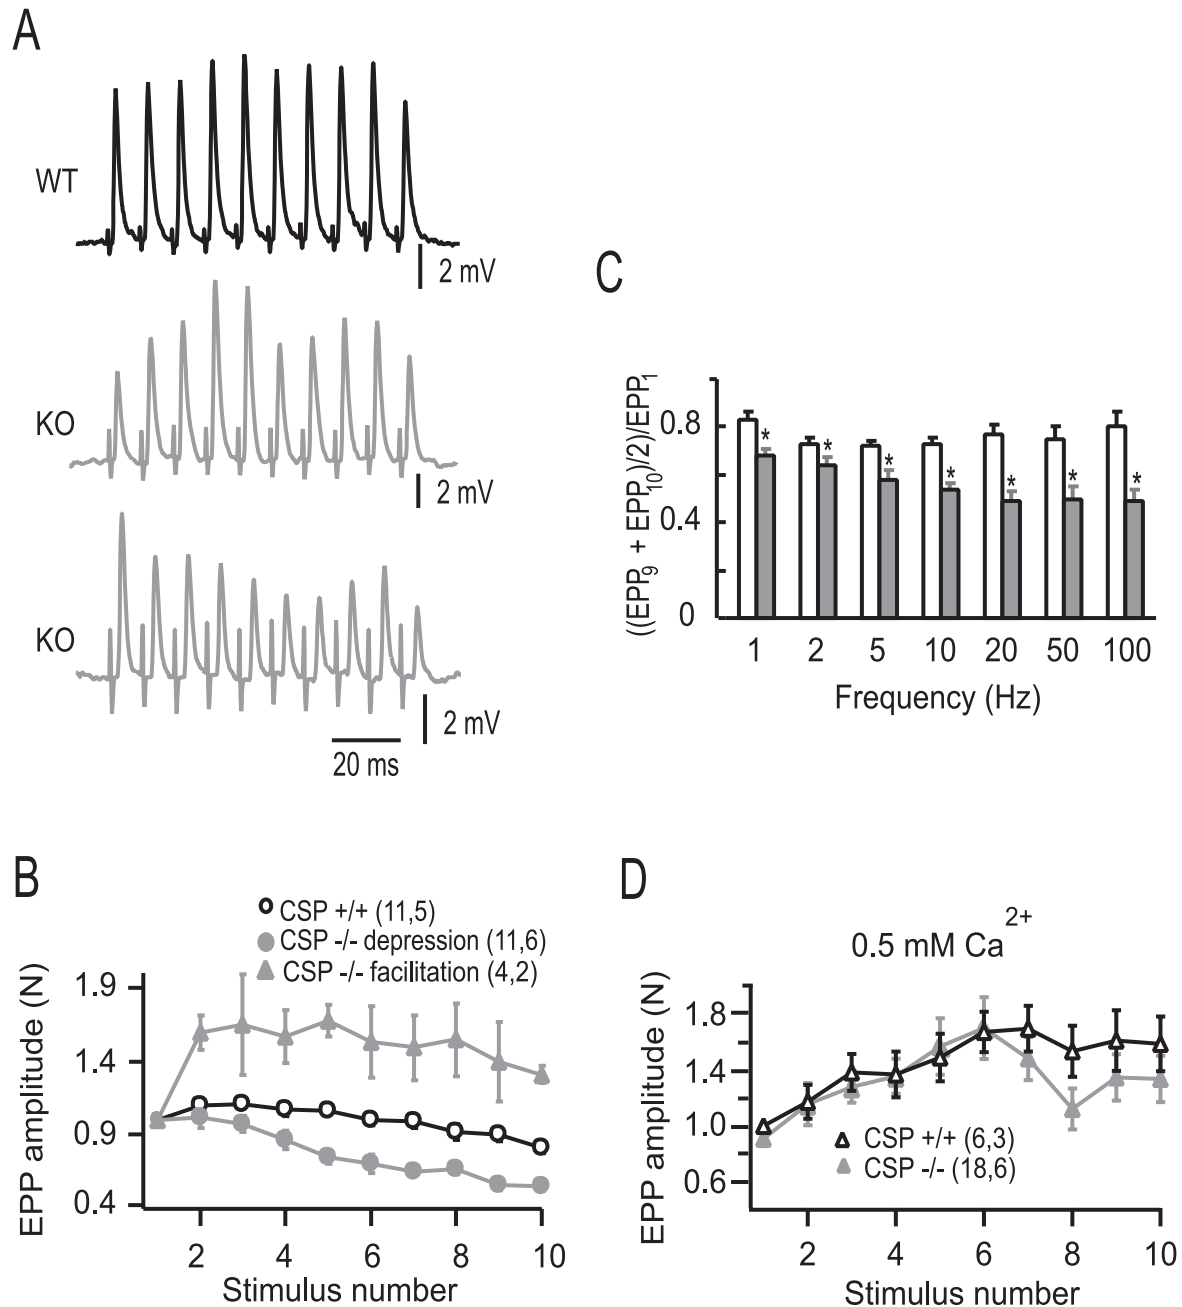 A
WT
2 mV
KO
2 mV
KO
2 mV
20 ms
C
((EPP9 + EPP10)/2)/EPP1
0.8
0.4
0
* * * * * * *
1 2 5 10 20 50 100
Frequency (Hz)
B
CSP +/+ (11,5)
CSP -/- depression (11,6)
CSP -/- facilitation (4,2)
EPP amplitude (N)
1.9
1.4
0.9
0.4
2 4 6 8 10
Stimulus number
D
0.5 mM Ca2+
EPP amplitude (N)
1.8
1.4
1.0
0.6
CSP +/+ (6,3)
CSP -/- (18,6)
2 4 6 8 10
Stimulus number